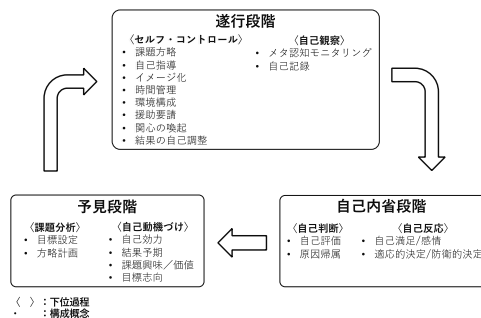 遂行段階
〈セルフ・コントロール〉
・ 課題方略
・ 自己指導
・ イメージ化
・ 時間管理
・ 環境構成
・ 援助要請
・ 関心の喚起
・ 結果の自己調整
〈自己観察〉
・ メタ認知モニタリング
・ 自己記録
予見段階
〈課題分析〉
・ 目標設定
・ 方略計画
〈自己動機づけ〉
・ 自己効力
・ 結果予期
・ 課題興味／価値
・ 目標志向
自己内省段階
〈自己判断〉
・ 自己評価
・ 原因帰属
〈自己反応〉
・ 自己満足/感情
・ 適応的決定/防衛的決定
〈 〉：下位過程
・ ：構成概念